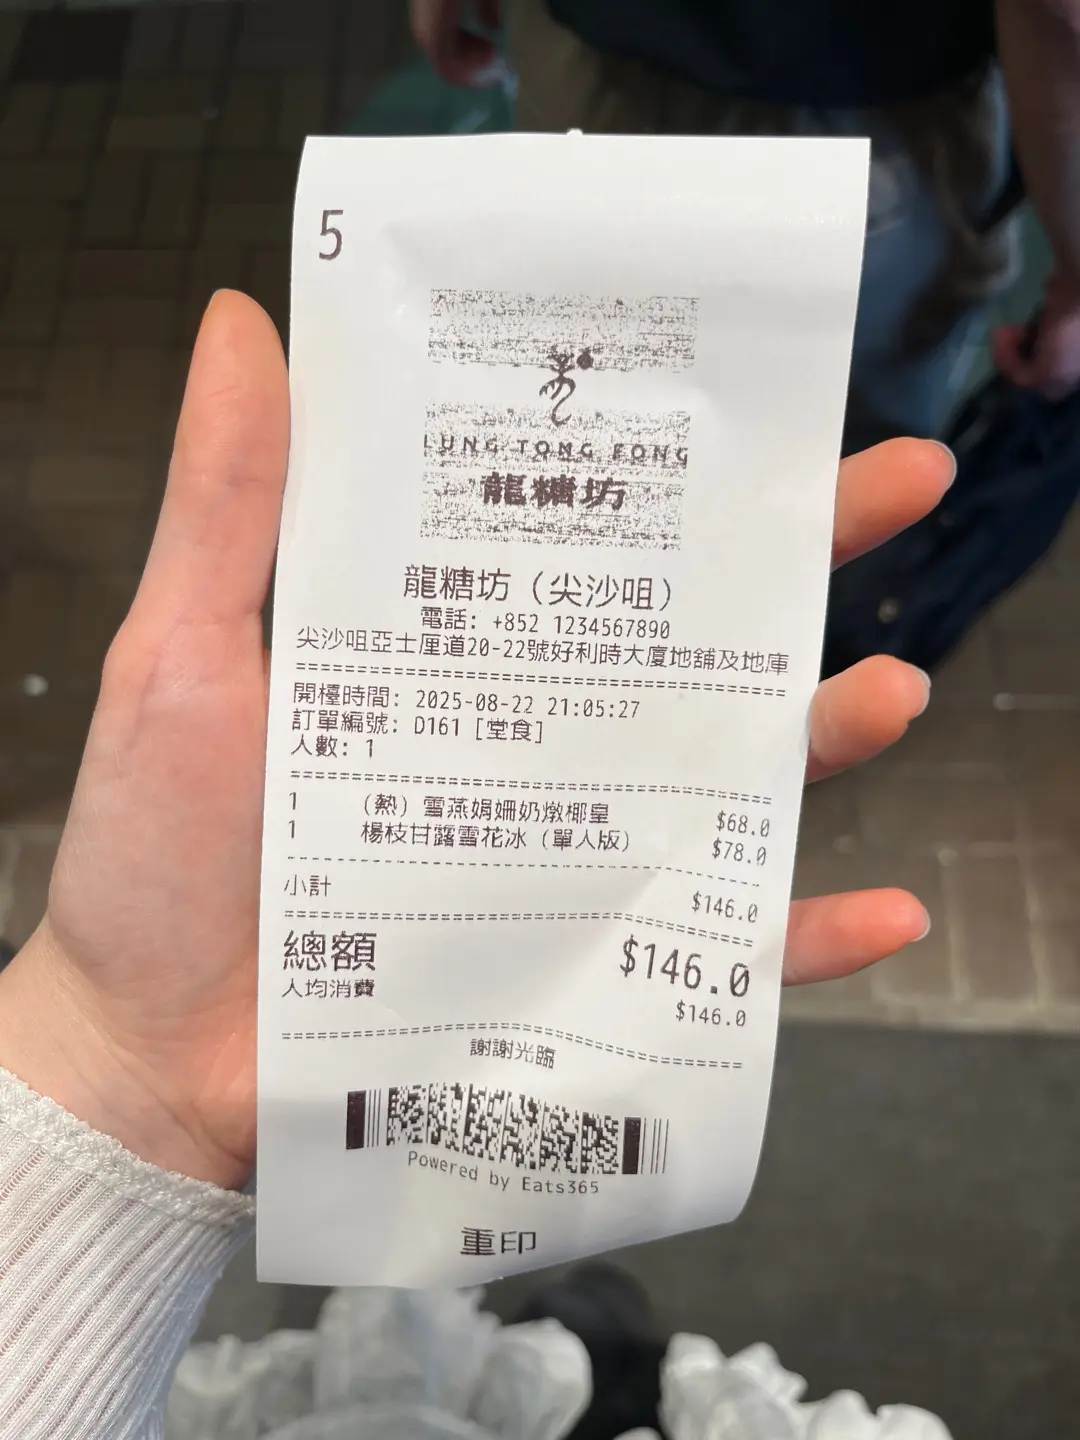 5
LUNG TONG FONG
龍糖坊
龍糖坊（尖沙咀）
電話: +852 1234567890
尖沙咀亞士厘道20-22號好利時大廈地舖及地庫
開檯時間: 2025-08-22 21:05:27
訂單編號: D161 [堂食]
人數: 1
1 （熱）雪燕娟姍奶燉椰皇 $68.0
1 楊枝甘露雪花冰（單人版） $78.0
小計 $146.0
總額 $146.0
人均消費 $146.0
謝謝光臨
Powered by Eats365
重印